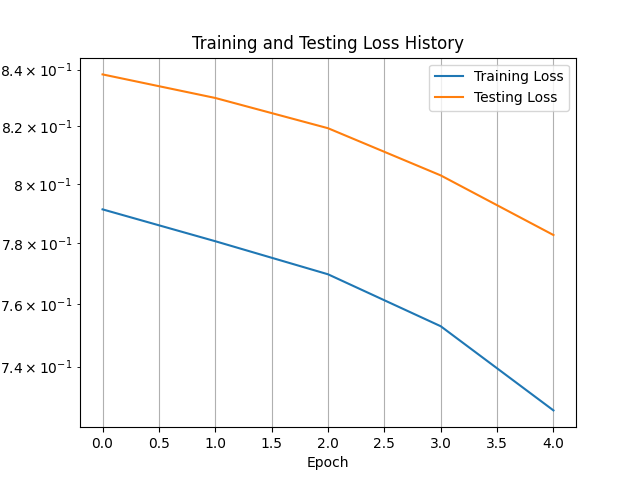 Training and Testing Loss History
8.4 × 10⁻¹
8.2 × 10⁻¹
8 × 10⁻¹
7.8 × 10⁻¹
7.6 × 10⁻¹
7.4 × 10⁻¹
Training Loss
Testing Loss
0.0 0.5 1.0 1.5 2.0 2.5 3.0 3.5 4.0
Epoch